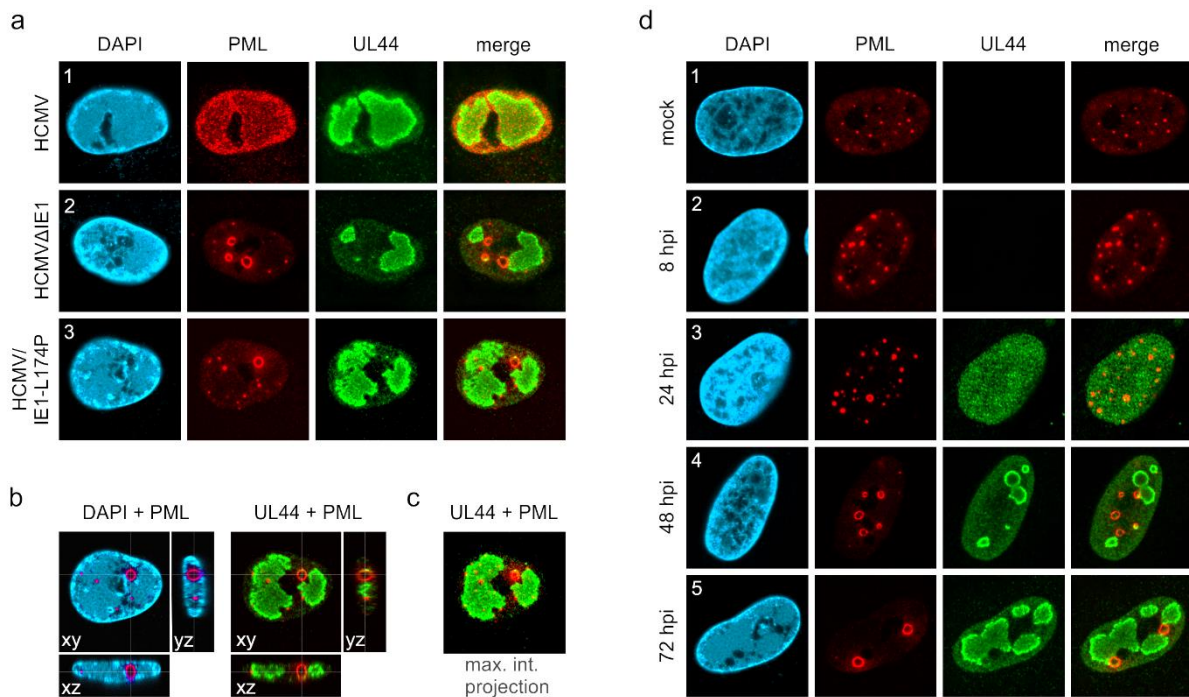 a
DAPI PML UL44 merge
HCMV
1
HCMVΔIE1
2
HCMV/
IE1-L174P
3
b
DAPI + PML
UL44 + PML
xy
yz
xz
xy
yz
xz
c
UL44 + PML
max. int.
projection
d
DAPI PML UL44 merge
mock
1
8 hpi
2
24 hpi
3
48 hpi
4
72 hpi
5